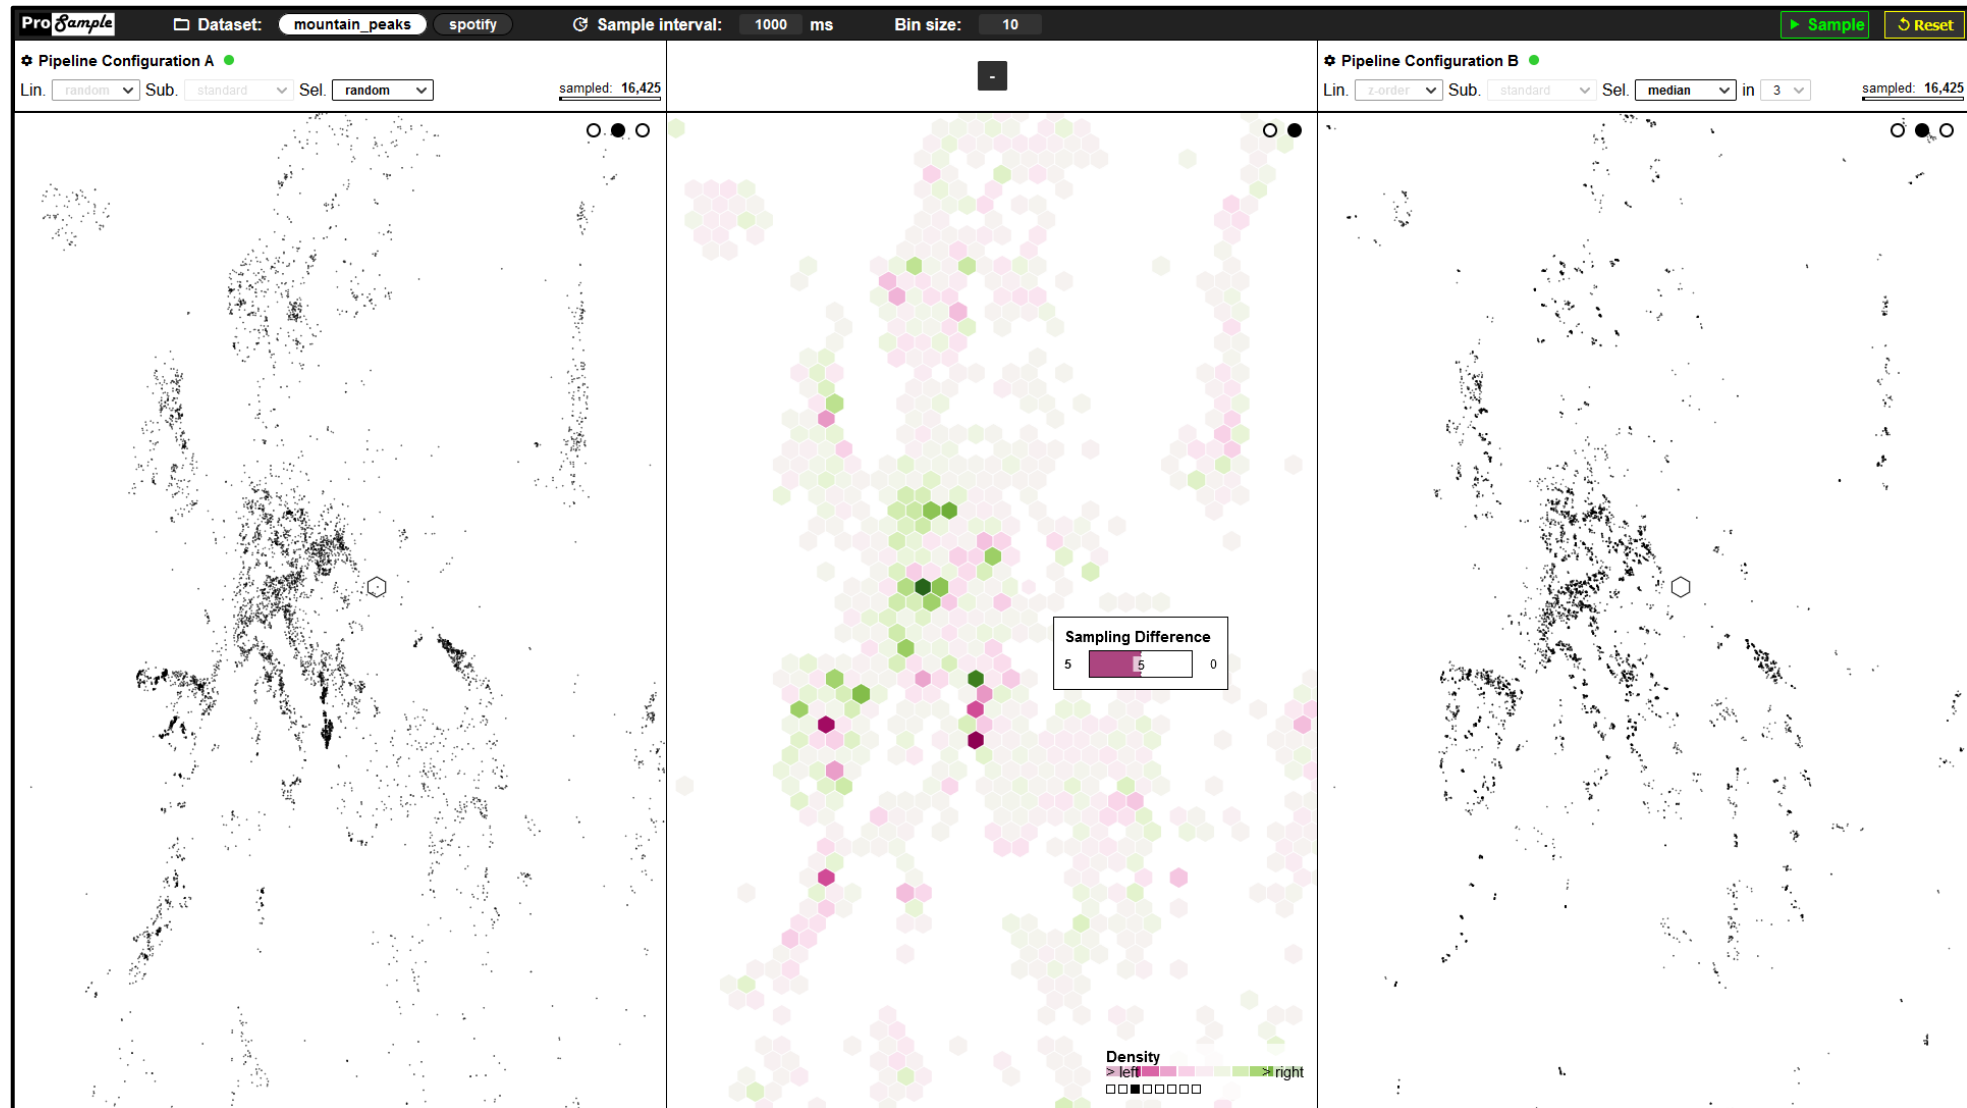 ProSample Dataset: mountain_peaks spotify Sample interval: 1000 ms Bin size: 10 Sample Reset
Pipeline Configuration A
Lin. random Sub. standard Sel. random sampled: 16,425
-
Pipeline Configuration B
Lin. z-order Sub. standard Sel. median in 3 sampled: 16,425
Sampling Difference
5 5 0
Density
> left > right